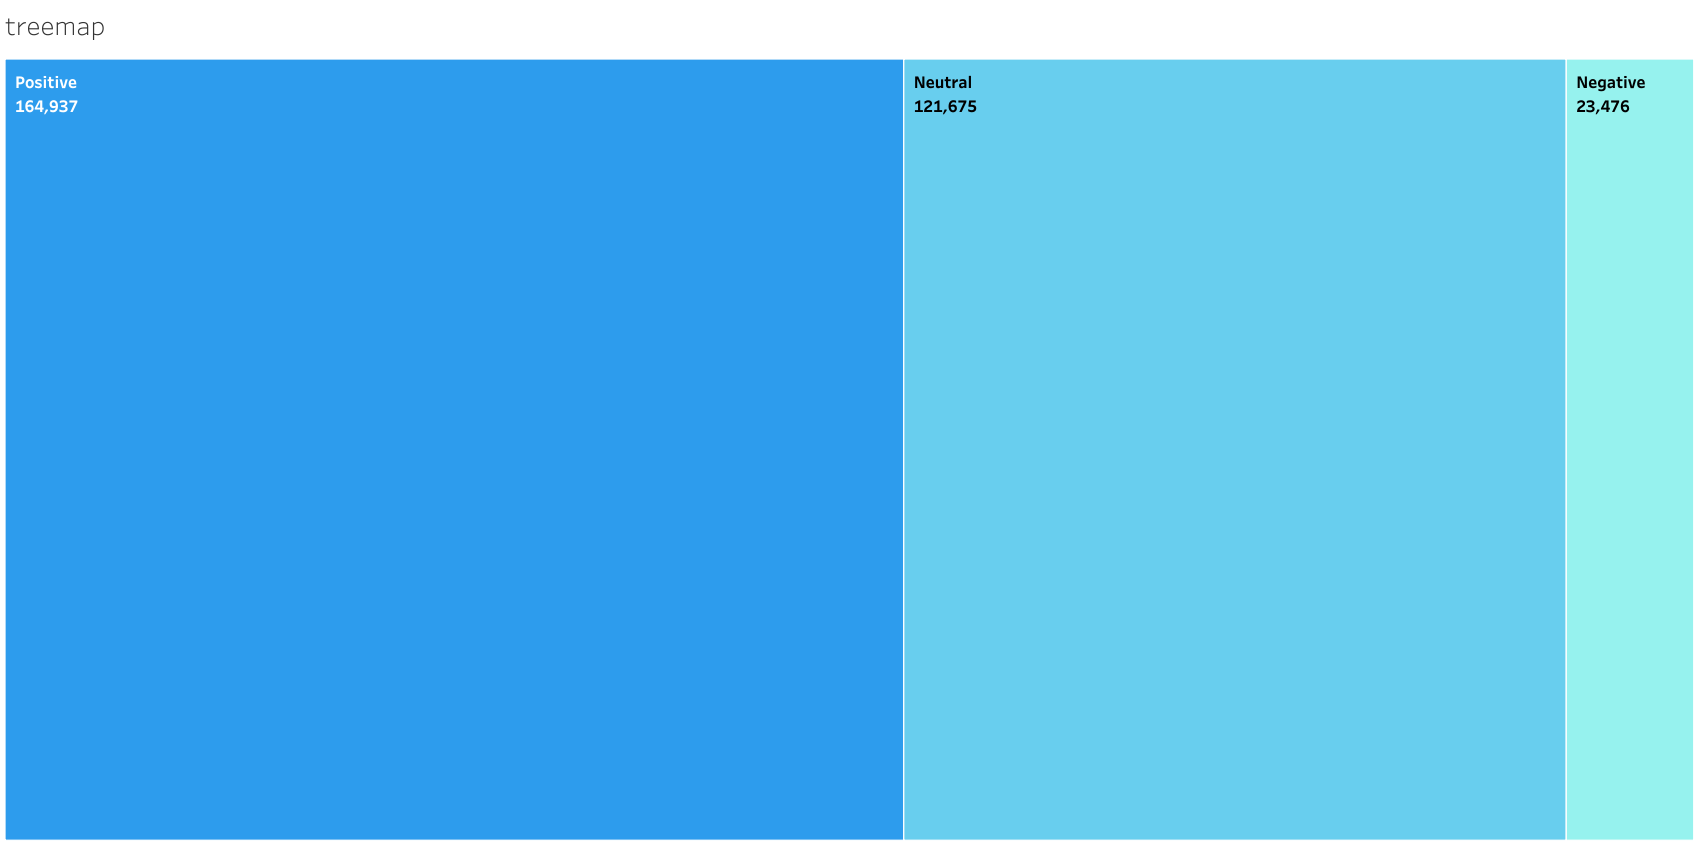 treemap
Positive
164,937
Neutral
121,675
Negative
23,476